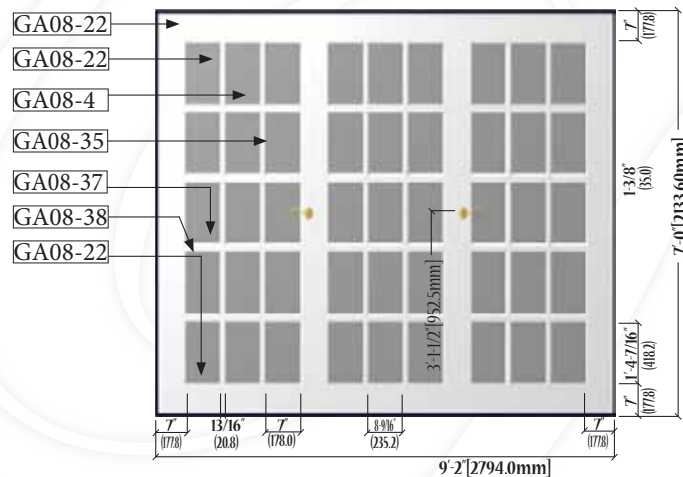 GA08-22
GA08-22
GA08-4
GA08-35
GA08-37
GA08-38
GA08-22
7"
(177.8)
1-3/8"
(35.0)
7'-0"[2133.60mm]
3'-1-1/2"[952.5mm]
1'-4-7/16"
(418.2)
7"
(177.8)
7"
(177.8)
13/16"
(20.8)
7"
(178.0)
8-9/16"
(235.2)
7"
(177.8)
9'-2"[2794.0mm]